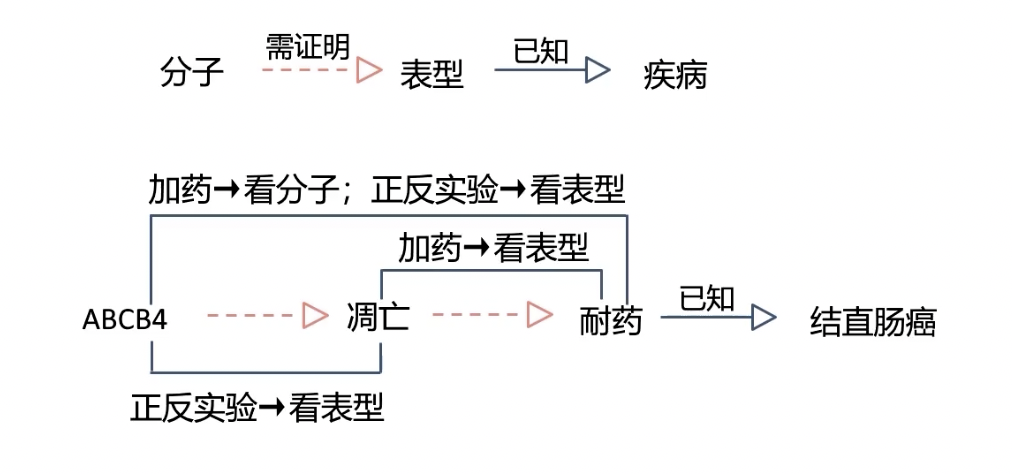 需证明
已知
分子
表型
疾病
加药→看分子；正反实验→看表型
加药→看表型
已知
ABCB4
凋亡
耐药
结直肠癌
正反实验→看表型